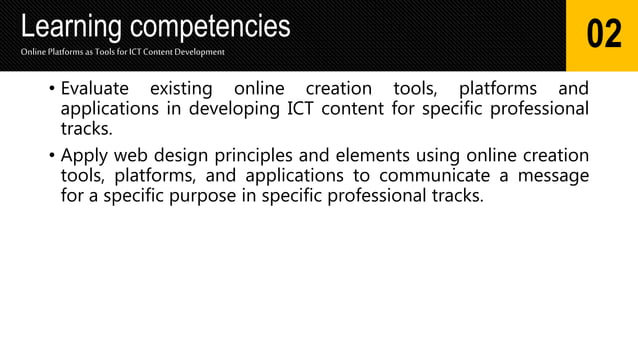 Learning competencies
Online Platforms as Tools for ICT Content Development
02
• Evaluate existing online creation tools, platforms and
applications in developing ICT content for specific professional
tracks.
• Apply web design principles and elements using online creation
tools, platforms, and applications to communicate a message
for a specific purpose in specific professional tracks.